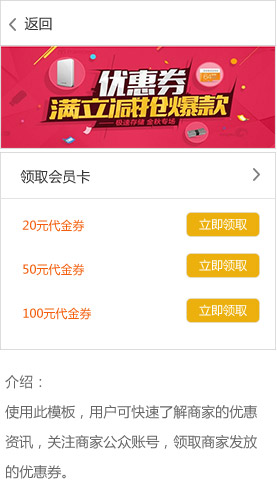 返回
优惠券
满立减抢爆款
极速存储 金秋专场
领取会员卡
20元代金券 立即领取
50元代金券 立即领取
100元代金券 立即领取
介绍：
使用此模板，用户可快速了解商家的优惠
资讯，关注商家公众账号，领取商家发放
的优惠券。